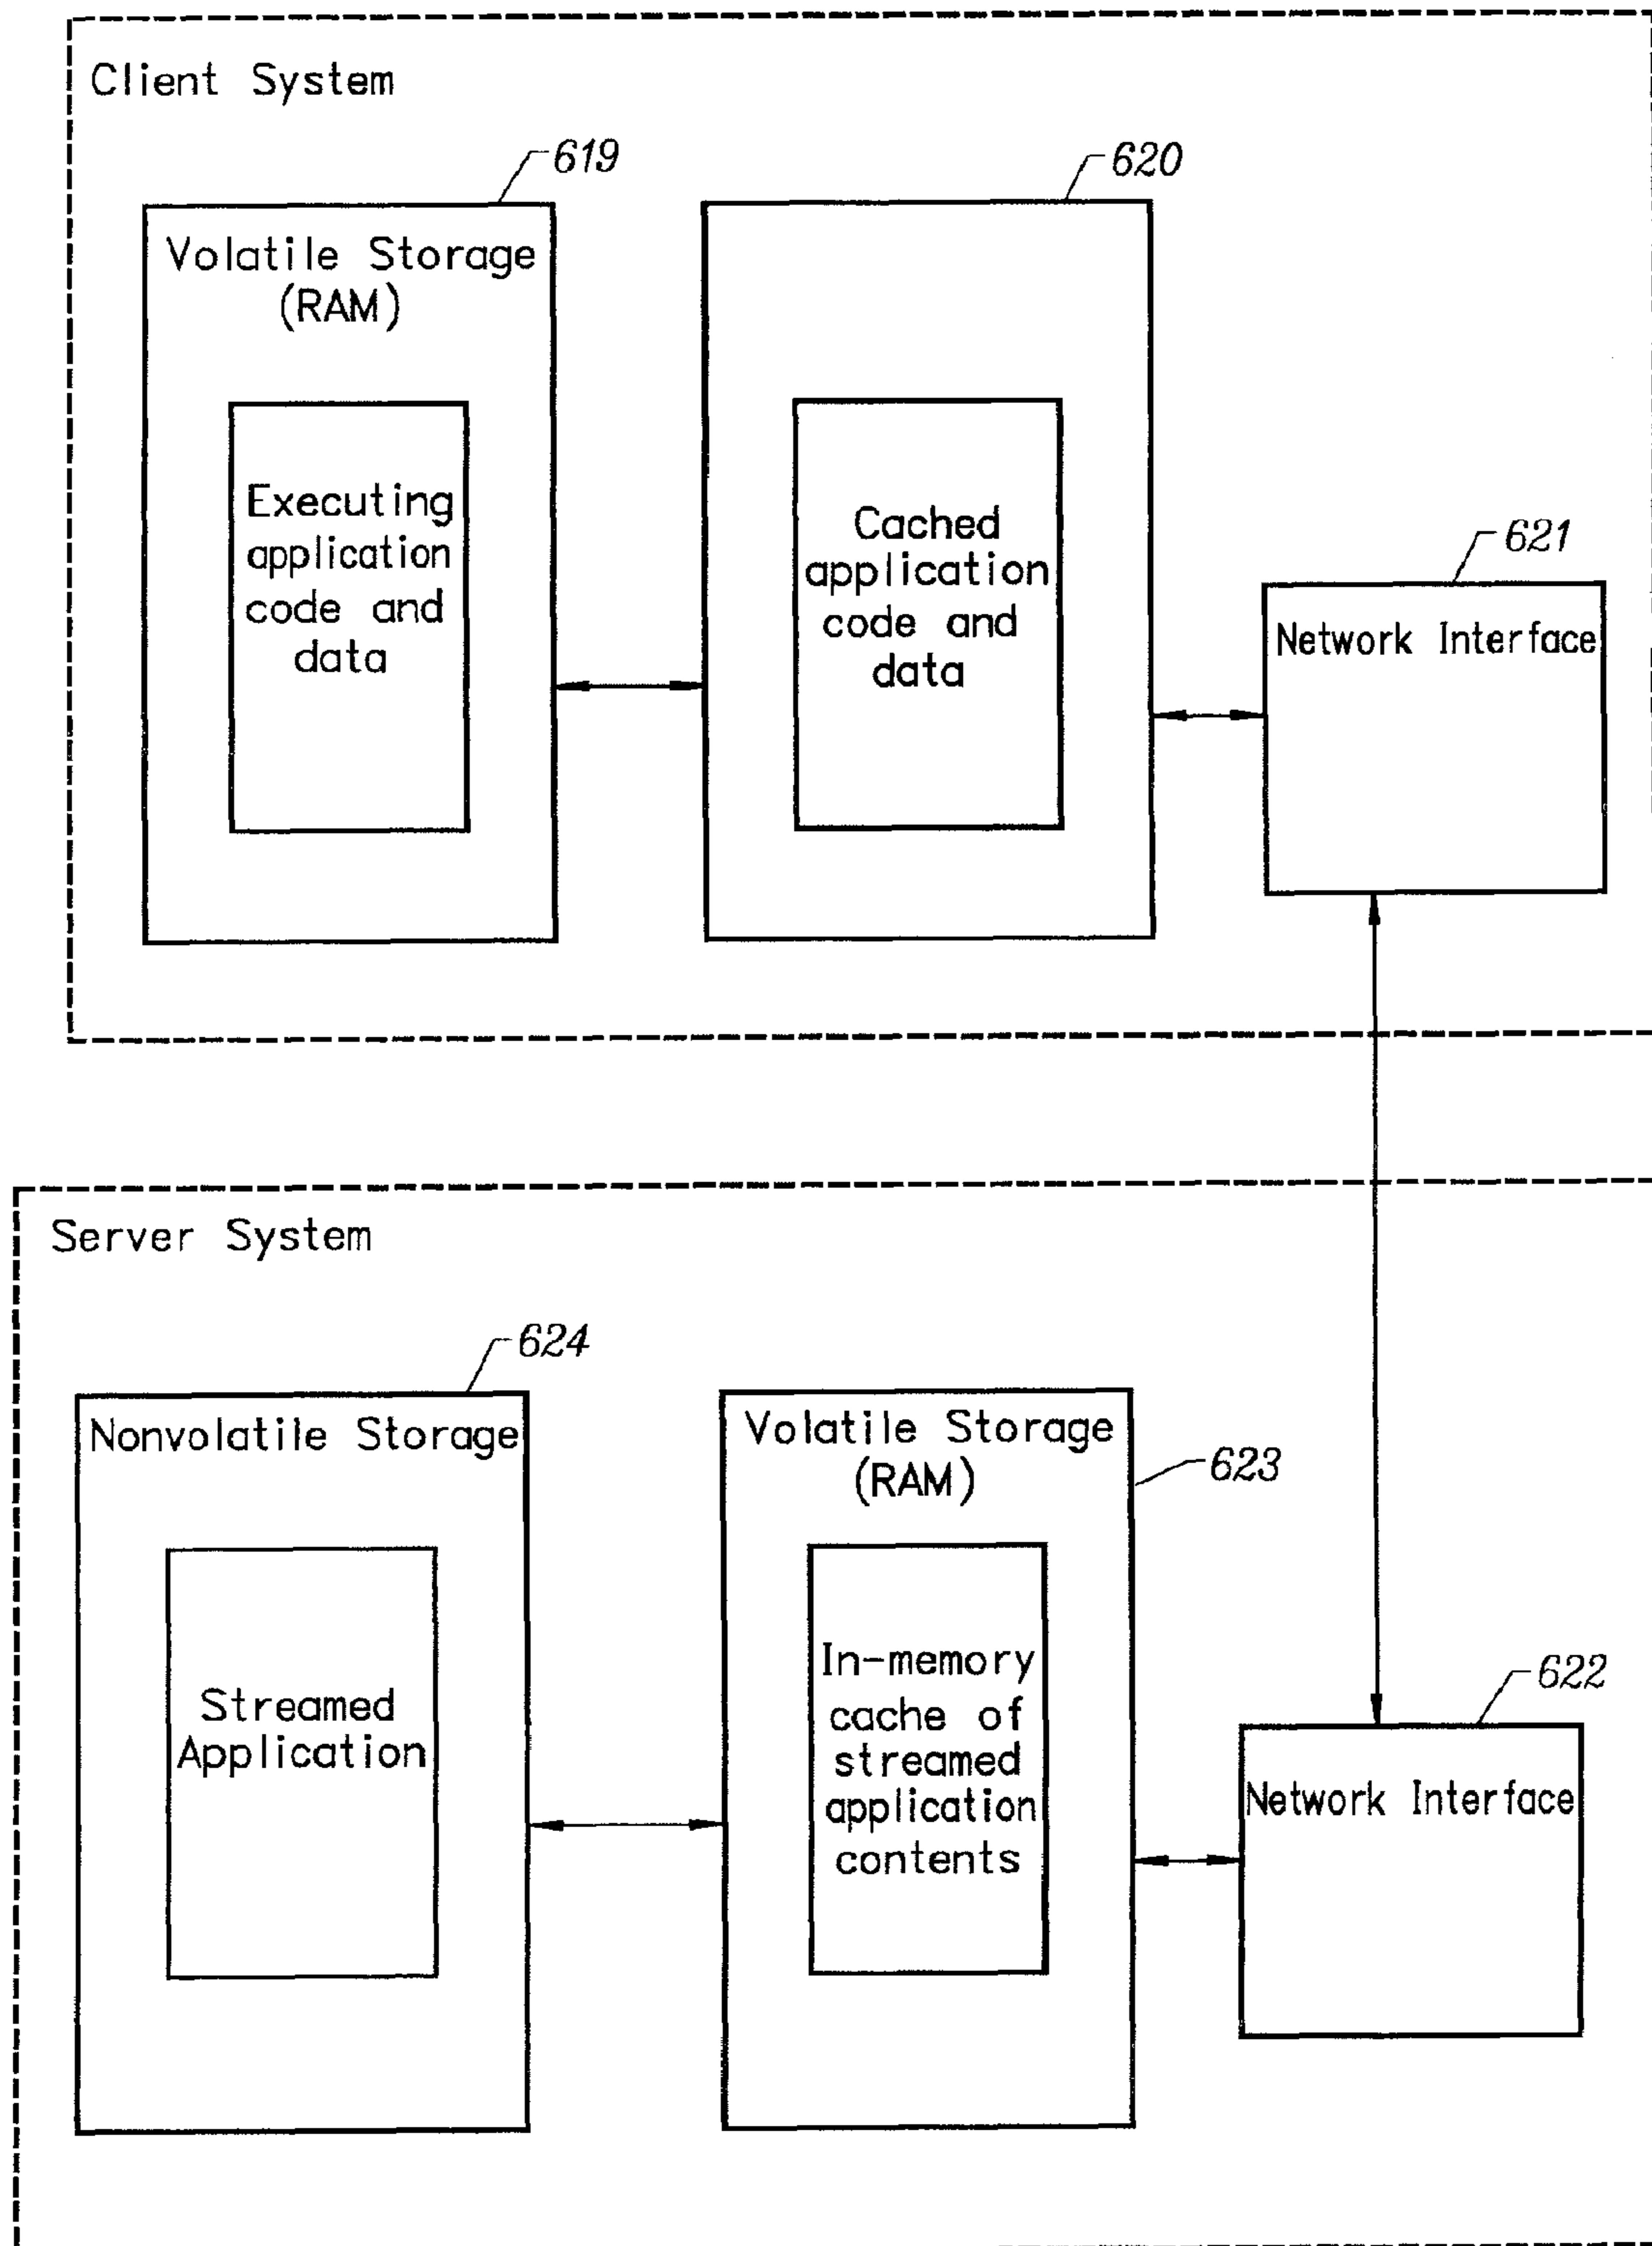 Client System
619
620
Volatile Storage
(RAM)
Executing
application
code and
data
Cached
application
code and
data
621
Network Interface
Server System
624
Nonvolatile Storage
Volatile Storage
(RAM)
623
Streamed
Application
In-memory
cache of
streamed
application
contents
622
Network Interface